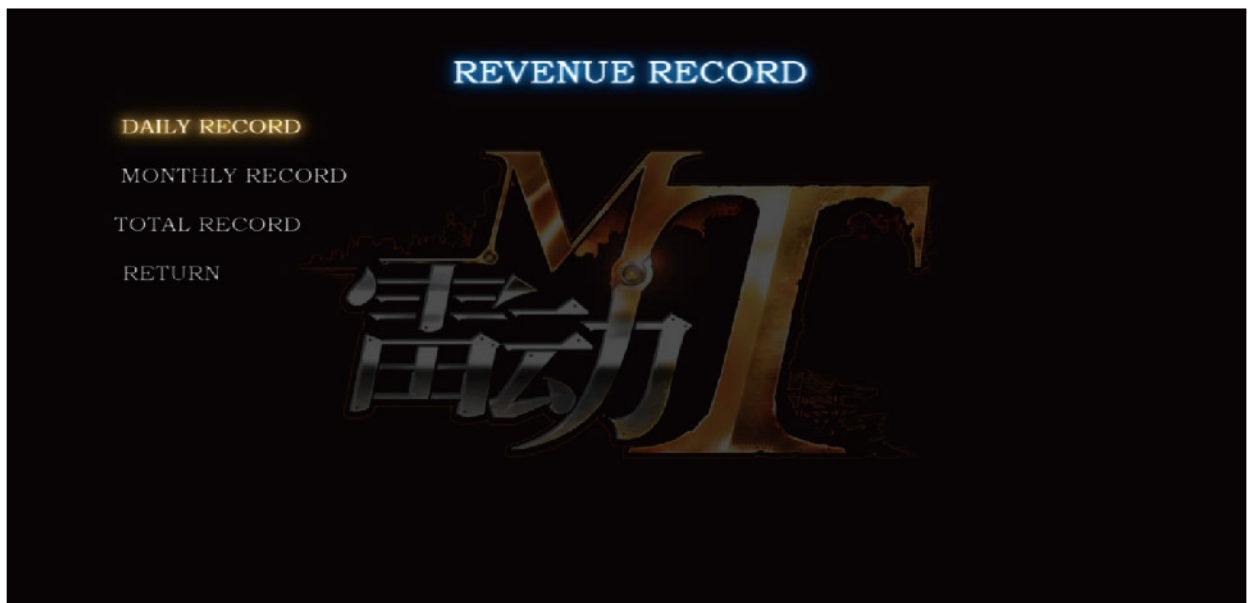 REVENUE RECORD
DAILY RECORD
MONTHLY RECORD
TOTAL RECORD
RETURN
MT
雷动